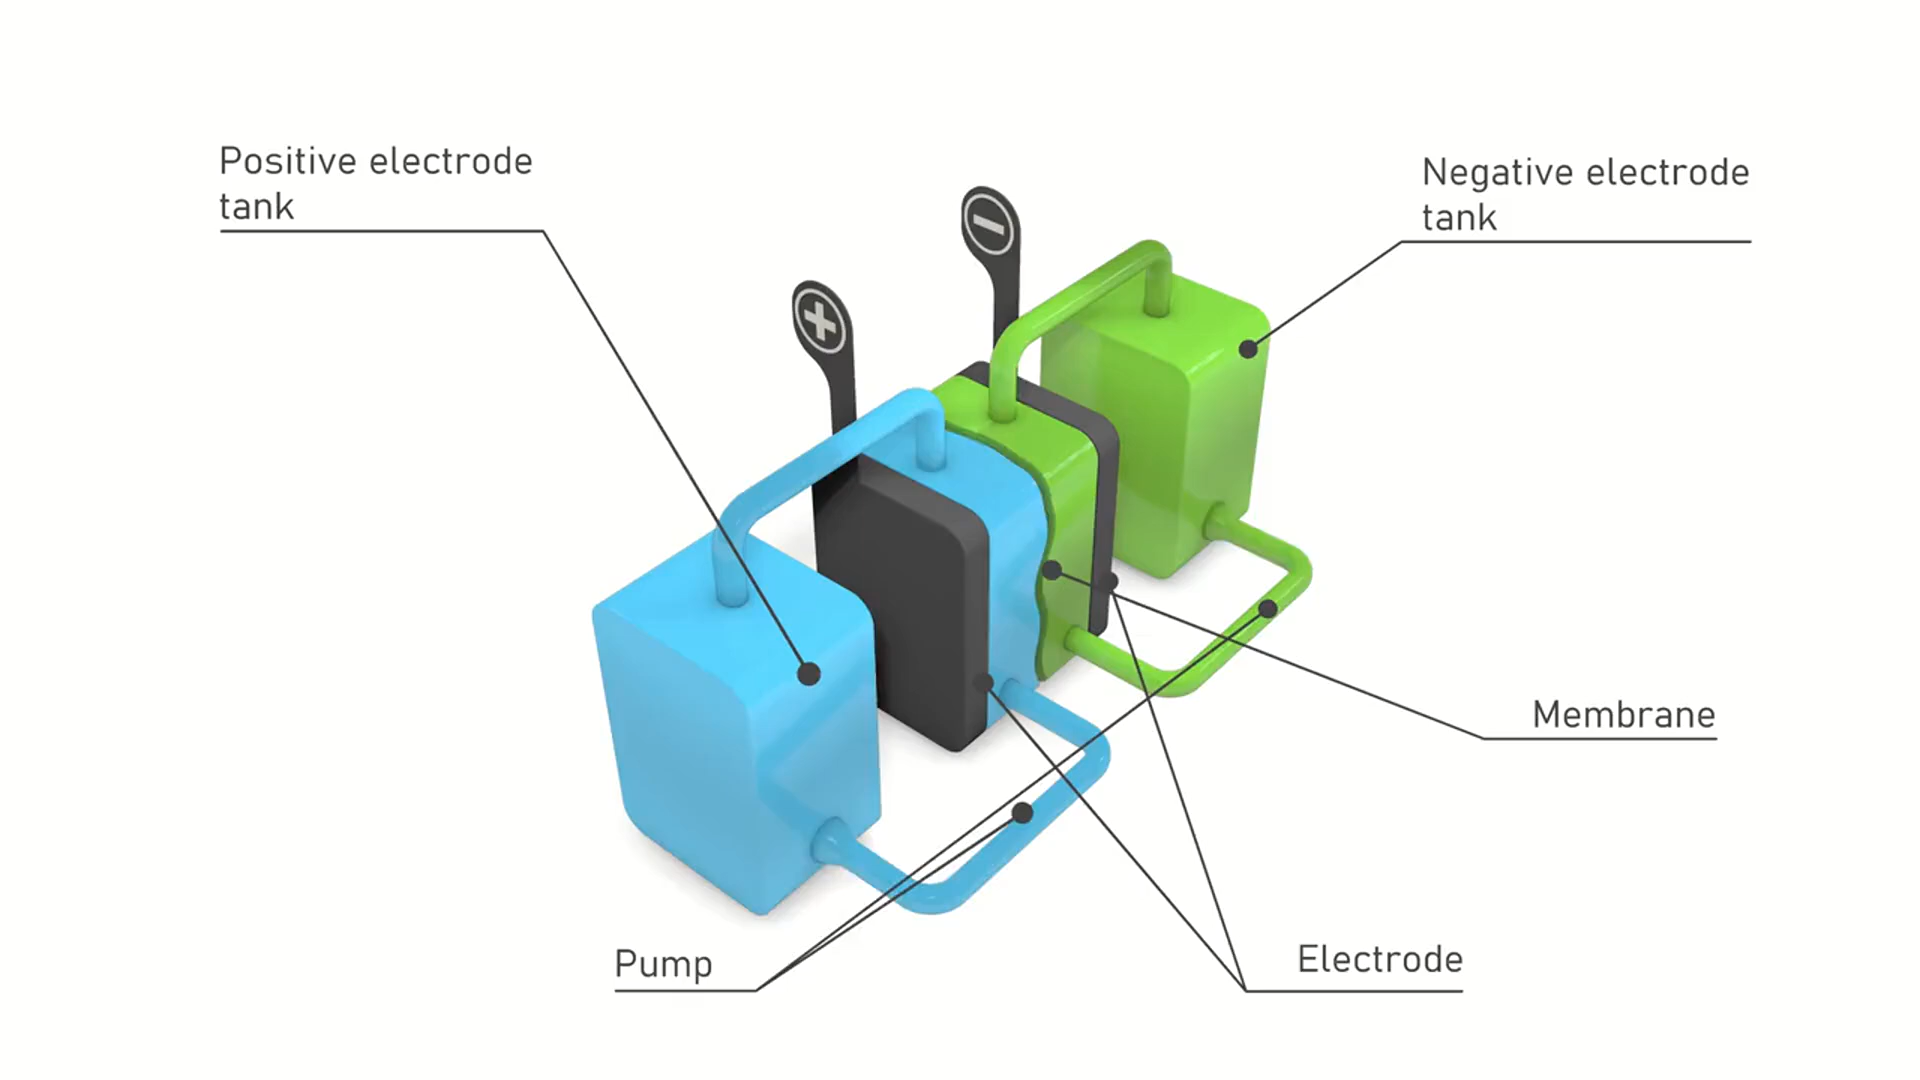 Positive electrode
tank
Negative electrode
tank
+
−
Membrane
Pump
Electrode